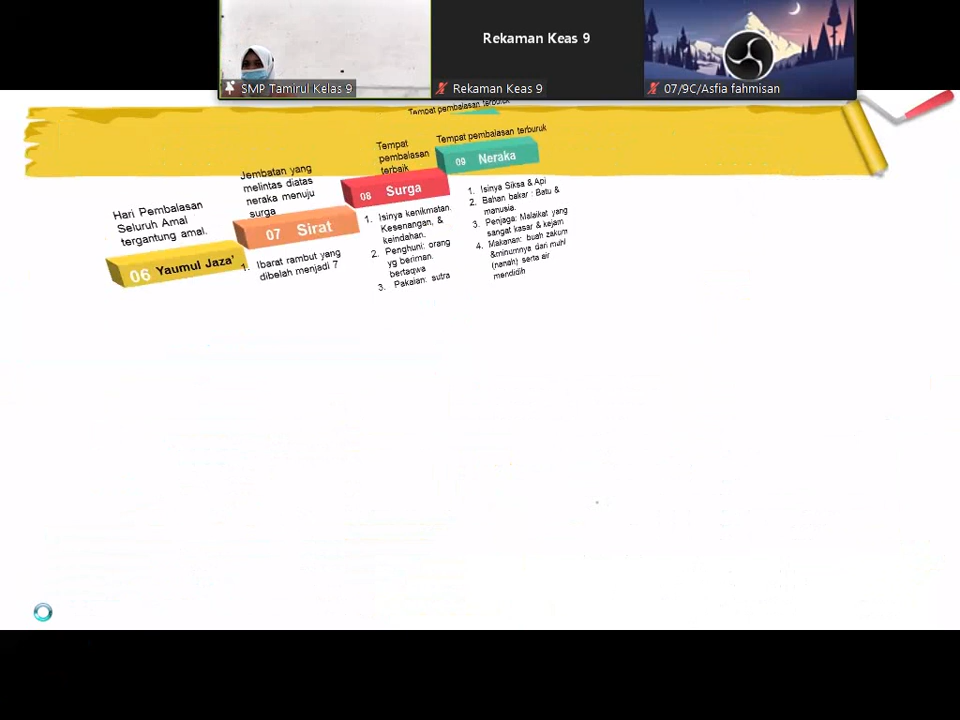 Rekaman Keas 9
SMP Tamirul Kelas 9
Rekaman Keas 9
07/9C/Asfia fahmisan
Tempat pembalasan terburuk
Hari Pembalasan
Seluruh Amal
tergantung amal.
06 Yaumul Jaza'
Jembatan yang
melintas diatas
neraka menuju
surga
07 Sirat
1. Ibarat rambut yang
dibelah menjadi 7
Tempat
pembalasan
terbaik
08 Surga
1. Isinya kenikmatan
Kesenangan, &
keindahan.
2. Penghuni: orang
yg beriman,
bertaqwa
3. Pakaian: sutra
Tempat pembalasan terburuk
09 Neraka
1. Isinya Siksa & Api
2. Bahan bakar : Batu &
manusia.
3. Penjaga: Malaikat yang
sangat kasar & kejam
4. Makanan: buah zakum
&minumnya dari muhl
(nanah) serta air
mendidih